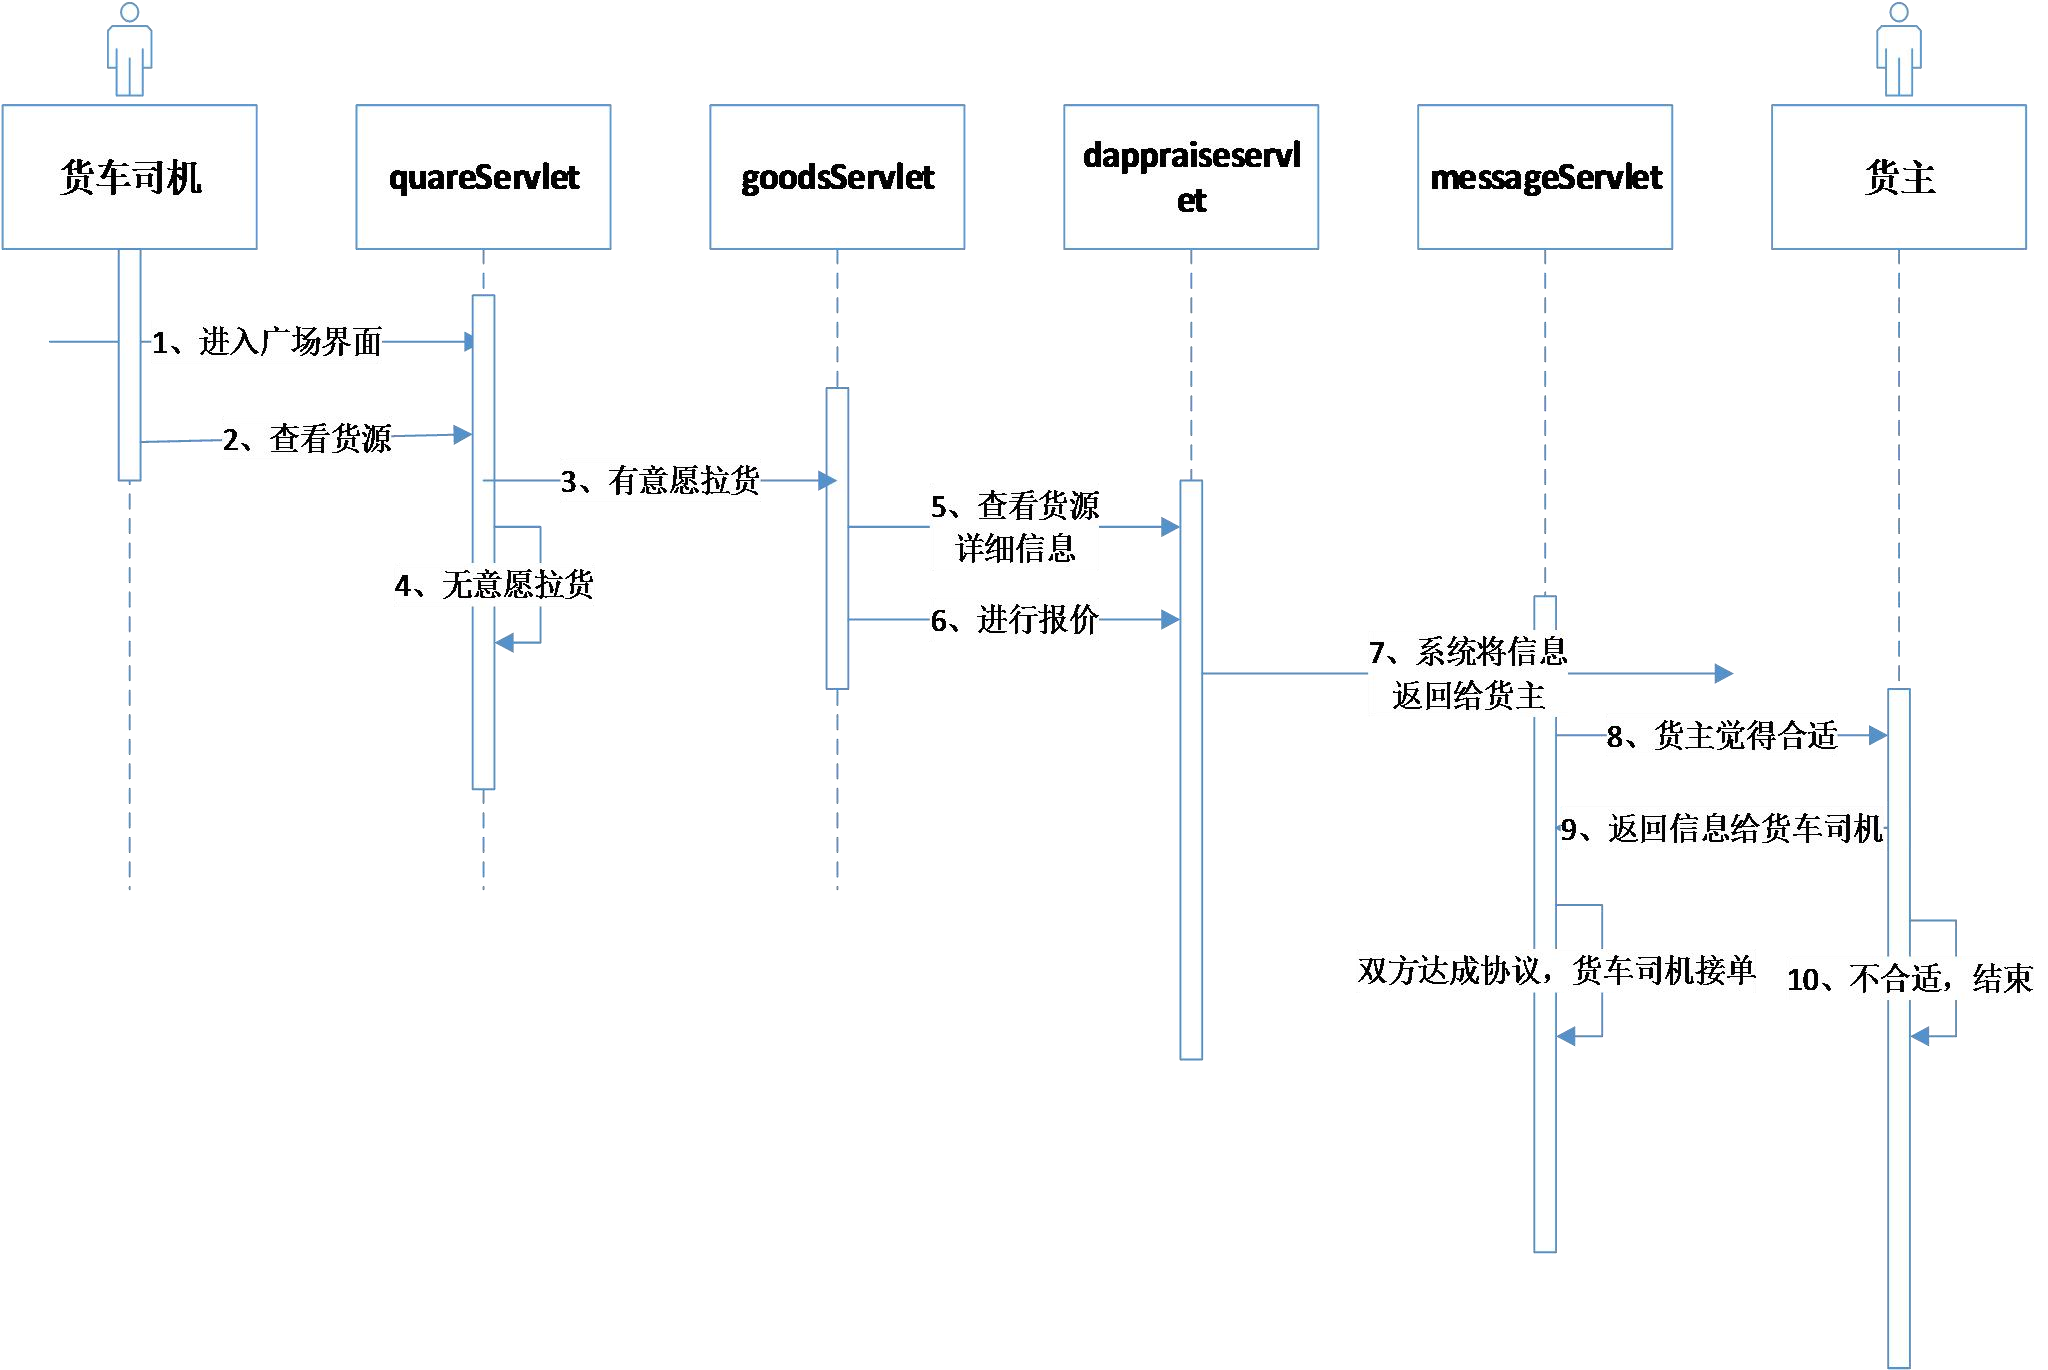 货车司机
quareServlet
goodsServlet
dappraiseservl
et
messageServlet
货主
1、进入广场界面
2、查看货源
3、有意愿拉货
5、查看货源
详细信息
4、无意愿拉货
6、进行报价
7、系统将信息
返回给货主
8、货主觉得合适
9、返回信息给货车司机
双方达成协议，货车司机接单
10、不合适，结束